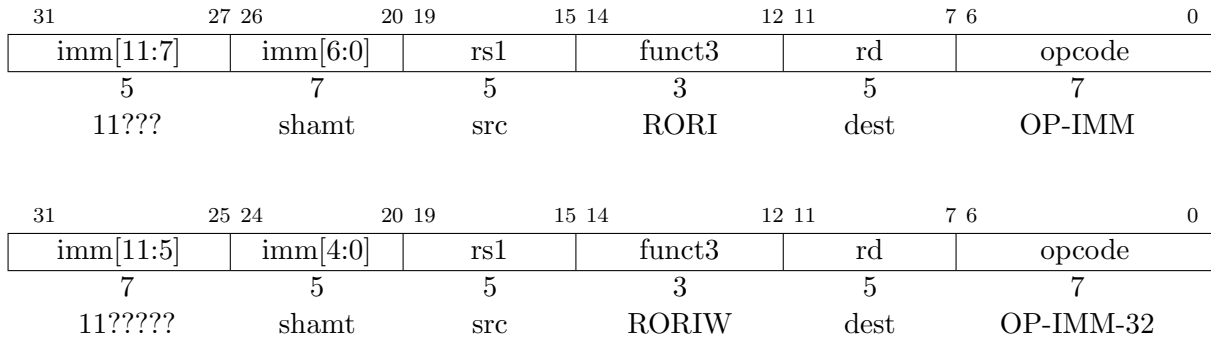 31 27 26 20 19 15 14 12 11 7 6 0
imm[11:7] imm[6:0] rs1 funct3 rd opcode
5 7 5 3 5 7
11??? shamt src RORI dest OP-IMM
31 25 24 20 19 15 14 12 11 7 6 0
imm[11:5] imm[4:0] rs1 funct3 rd opcode
7 5 5 3 5 7
11????? shamt src RORIW dest OP-IMM-32